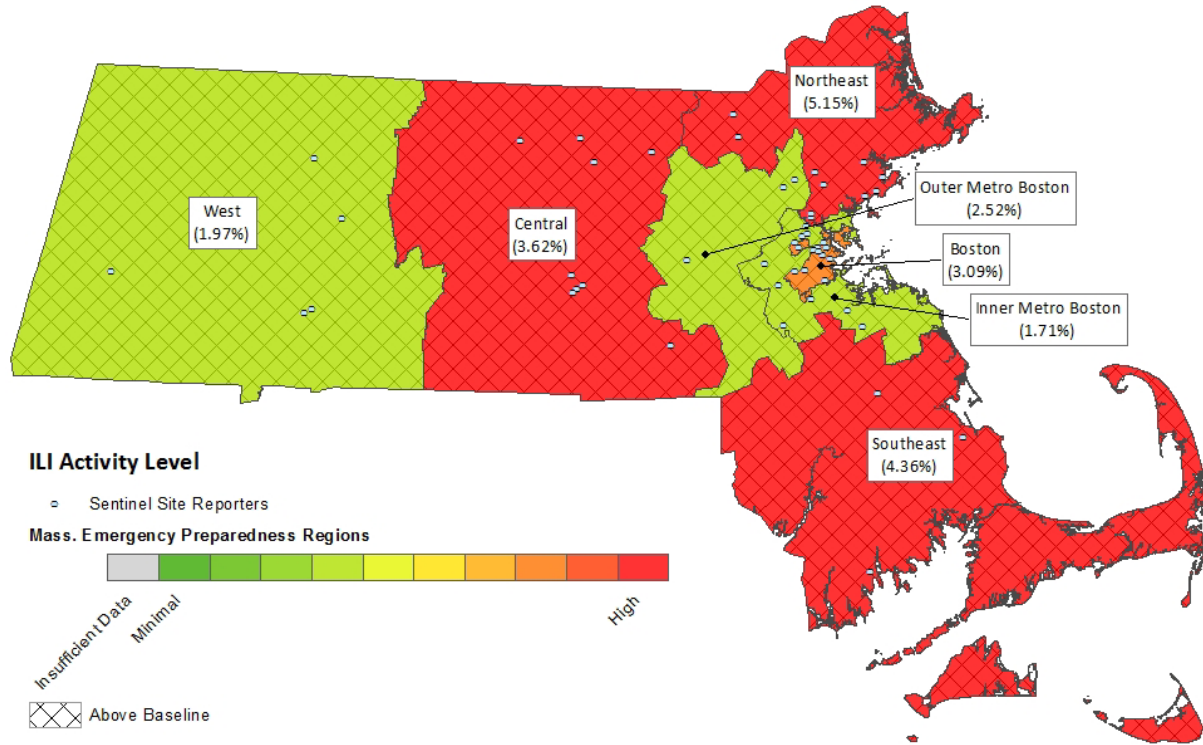 Northeast
(5.15%)
Outer Metro Boston
(2.52%)
West
(1.97%)
Central
(3.62%)
Boston
(3.09%)
Inner Metro Boston
(1.71%)
Southeast
(4.36%)
ILI Activity Level
Sentinel Site Reporters
Mass. Emergency Preparedness Regions
Insufficient Data
Minimal
High
Above Baseline